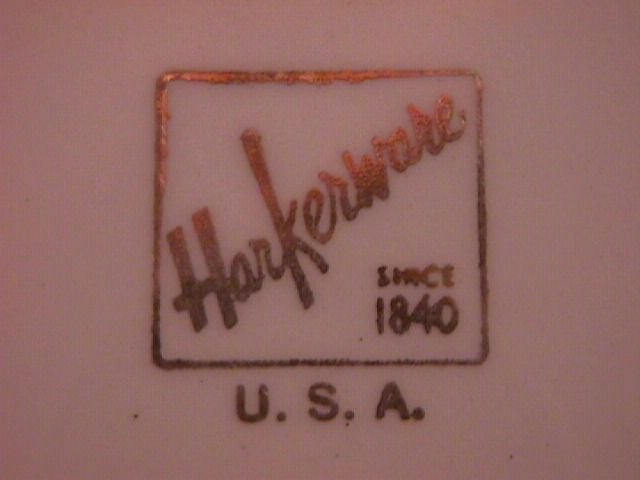 Harkerware
SINCE
1840
U. S. A.